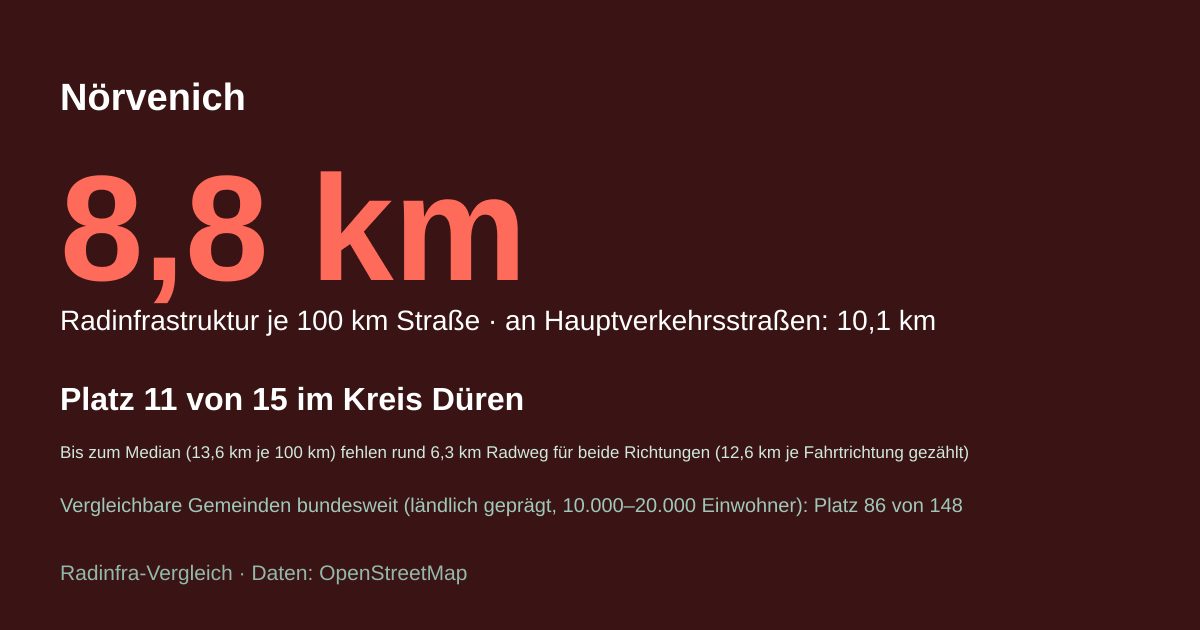 Nörvenich
8,8 km
Radinfrastruktur je 100 km Straße · an Hauptverkehrsstraßen: 10,1 km
Platz 11 von 15 im Kreis Düren
Bis zum Median (13,6 km je 100 km) fehlen rund 6,3 km Radweg für beide Richtungen (12,6 km je Fahrtrichtung gezählt)
Vergleichbare Gemeinden bundesweit (ländlich geprägt, 10.000–20.000 Einwohner): Platz 86 von 148
Radinfra-Vergleich · Daten: OpenStreetMap